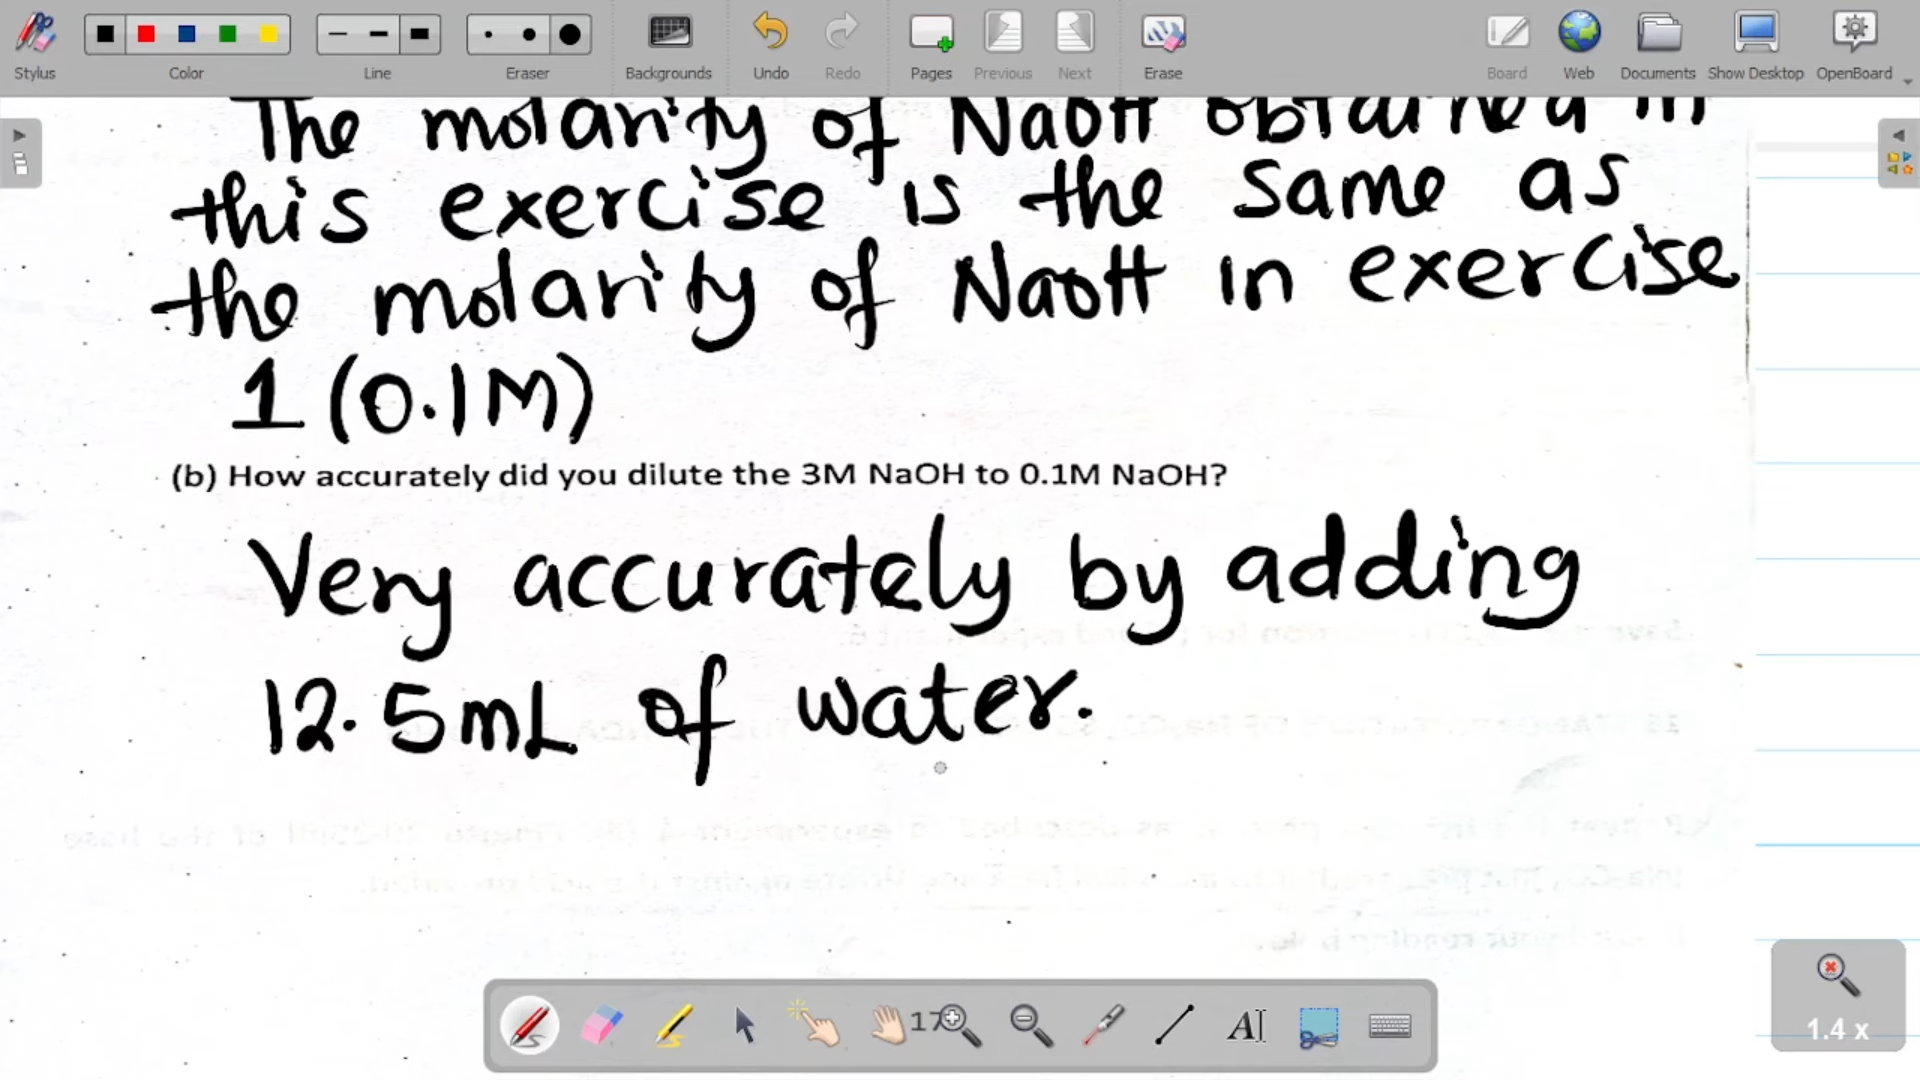 Stylus
Color
Line
Eraser
Backgrounds
Undo
Redo
Pages
Previous
Next
Erase
Board
Web
Documents
Show Desktop
OpenBoard
The molarity of NaOH obtained in
this exercise is the same as
the molarity of NaOH in exercise
1 (0.1M)
(b) How accurately did you dilute the 3M NaOH to 0.1M NaOH?
Very accurately by adding
12.5mL of water.
17
1.4 x